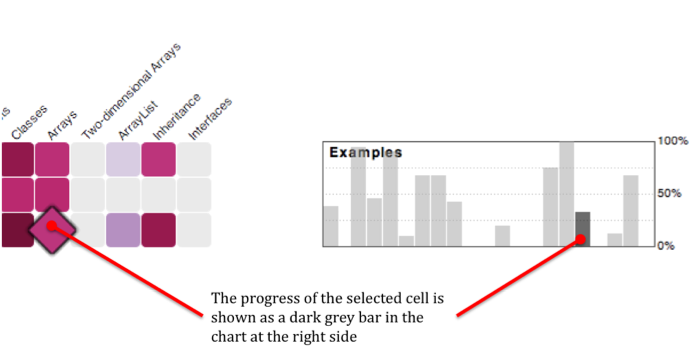 ts
Classes
Arrays
Two-dimensional Arrays
ArrayList
Inheritance
Interfaces
Examples
100%
50%
0%
The progress of the selected cell is
shown as a dark grey bar in the
chart at the right side